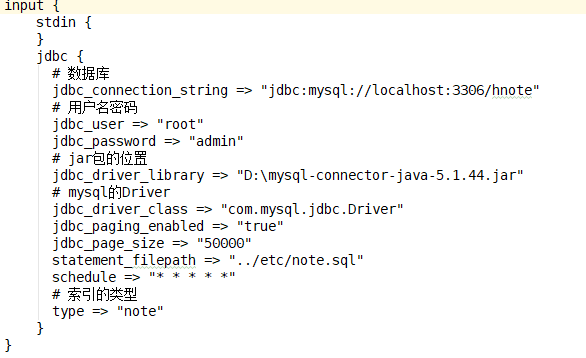 input {
    stdin {
    }
    jdbc {
      # 数据库
      jdbc_connection_string => "jdbc:mysql://localhost:3306/hnote"
      # 用户名密码
      jdbc_user => "root"
      jdbc_password => "admin"
      # jar包的位置
      jdbc_driver_library => "D:\mysql-connector-java-5.1.44.jar"
      # mysql的Driver
      jdbc_driver_class => "com.mysql.jdbc.Driver"
      jdbc_paging_enabled => "true"
      jdbc_page_size => "50000"
      statement_filepath => "../etc/note.sql"
      schedule => "* * * * *"
      # 索引的类型
      type => "note"
    }
}